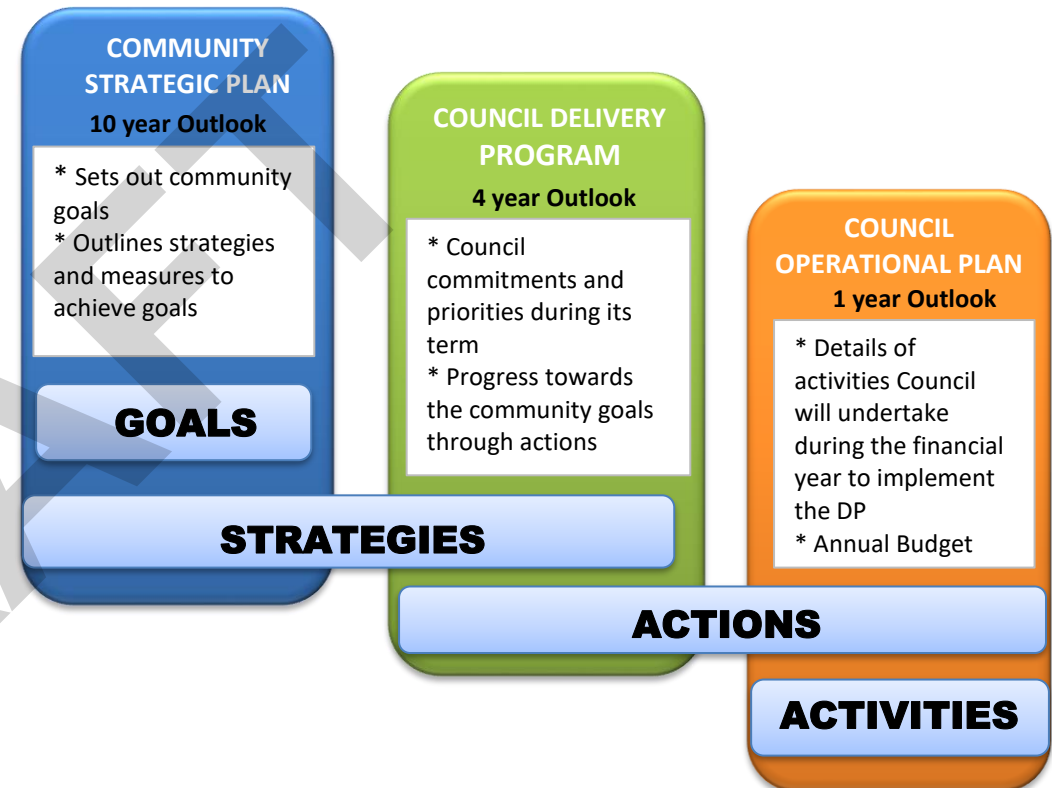 COMMUNITY
STRATEGIC PLAN
10 year Outlook
* Sets out community
goals
* Outlines strategies
and measures to
achieve goals
GOALS
COUNCIL DELIVERY
PROGRAM
4 year Outlook
* Council
commitments and
priorities during its
term
* Progress towards
the community goals
through actions
STRATEGIES
COUNCIL
OPERATIONAL PLAN
1 year Outlook
* Details of
activities Council
will undertake
during the financial
year to implement
the DP
* Annual Budget
ACTIONS
ACTIVITIES